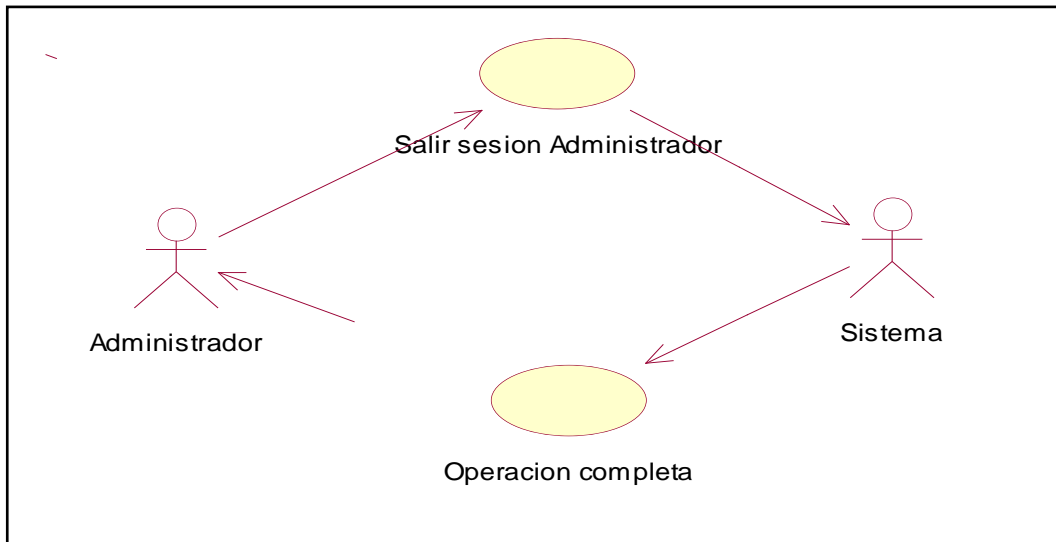 Salir sesion Administrador
Administrador
Sistema
Operacion completa